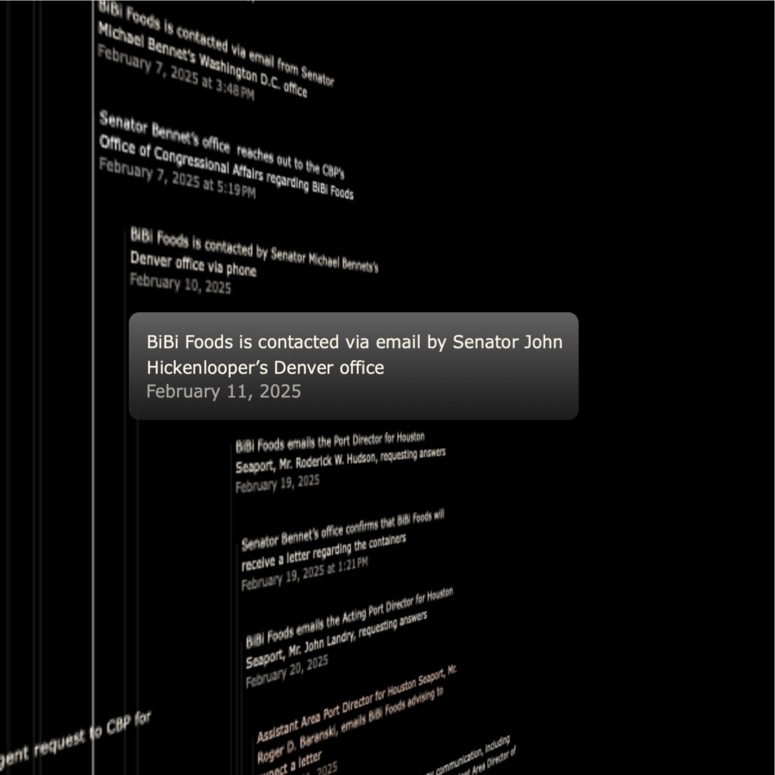 BiBi Foods is contacted via email from Senator
Michael Bennet's Washington D.C. office
February 7, 2025 at 3:48PM
Senator Bennet's office reaches out to the CBP's
Office of Congressional Affairs regarding BiBi Foods
February 7, 2025 at 5:19PM
BiBi Foods is contacted by Senator Michael Bennets's
Denver office via phone
February 10, 2025
BiBi Foods is contacted via email by Senator John
Hickenlooper's Denver office
February 11, 2025
BiBi Foods emails the Port Director for Houston
Seaport, Mr. Roderick W. Hudson, requesting answers
February 19, 2025
Senator Bennet's office confirms that BiBi Foods will
receive a letter regarding the containers
February 19, 2025 at 1:21PM
BiBi Foods emails the Acting Port Director for Houston
Seaport, Mr. John Landry, requesting answers
February 20, 2025
Assistant Area Port Director for Houston Seaport, Mr.
Roger D. Baranski, emails BiBi Foods advising to
a letter
2025
request to CBP for
communication, including
Area Director of